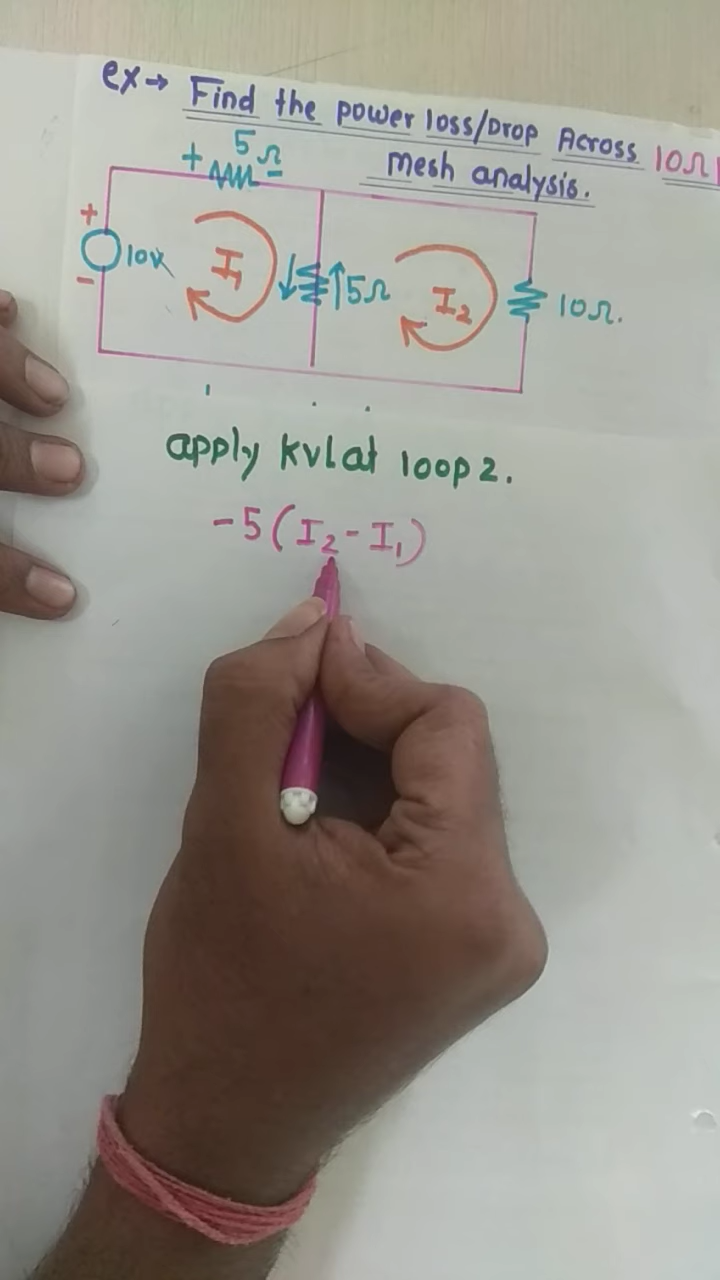 ex→ Find the power loss/Drop Across 10Ω
mesh analysis.
+ 5Ω -
+
10V
-
I₁
5Ω
I₂
10Ω.
apply kvl at loop 2.
-5(I₂-I₁)